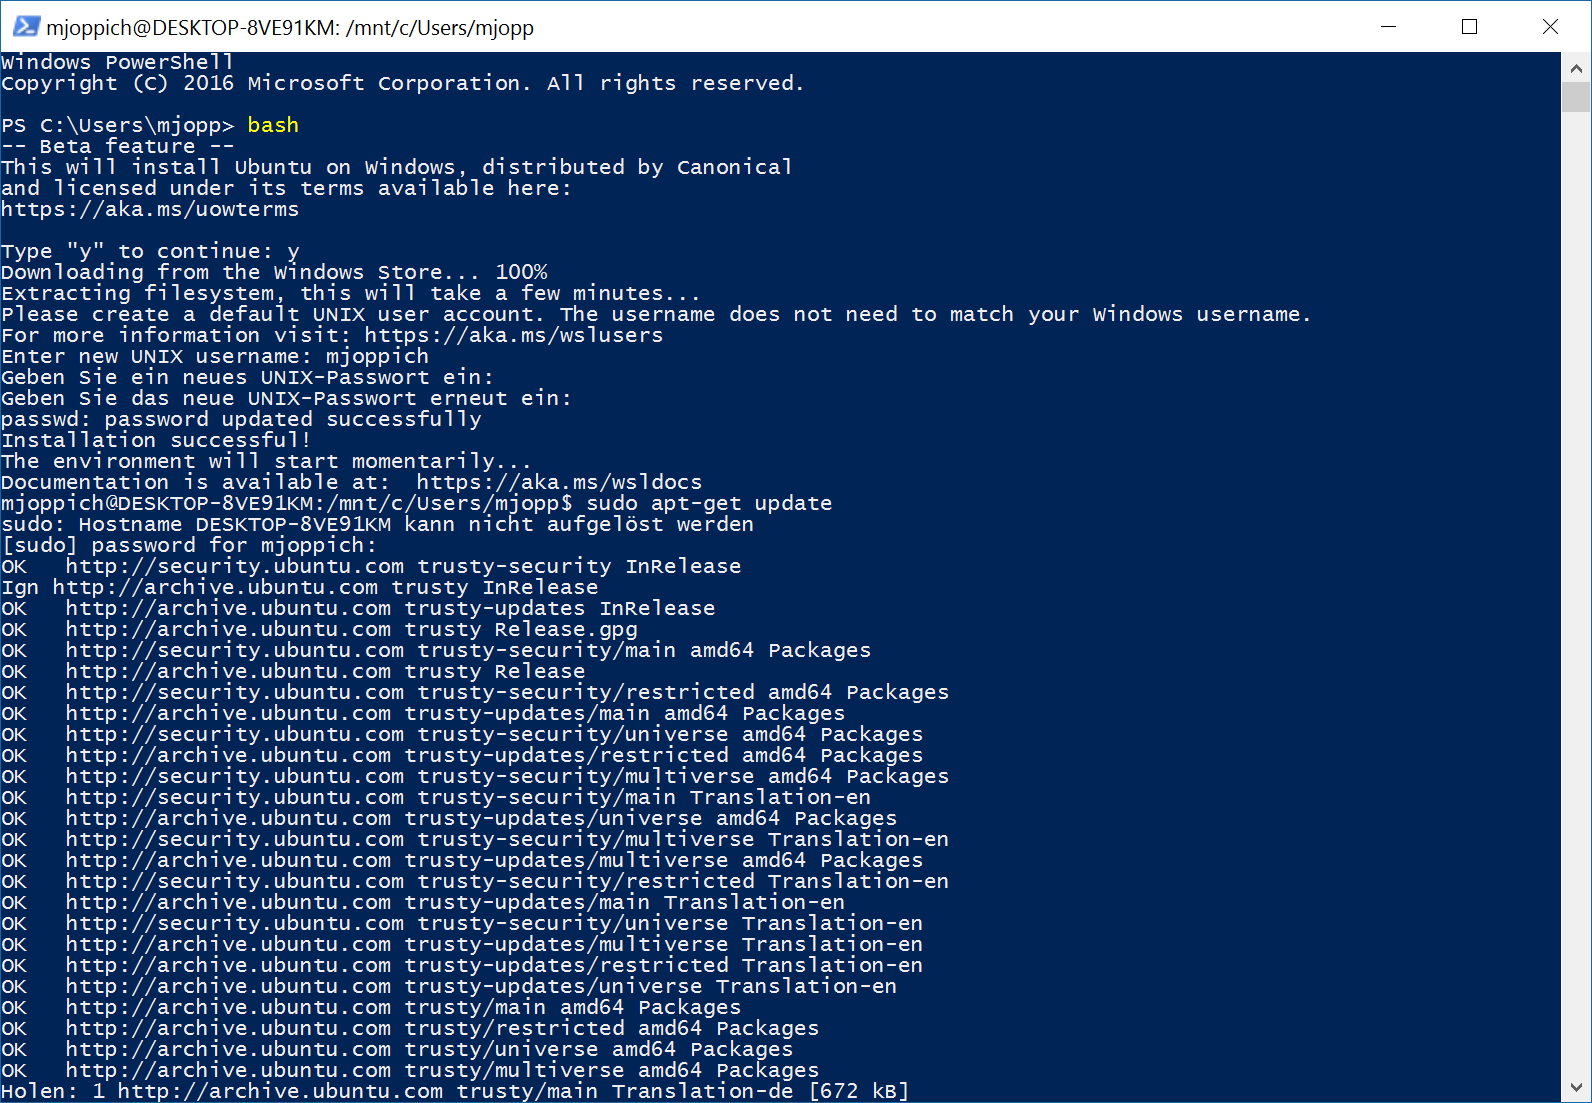 mjoppich@DESKTOP-8VE91KM: /mnt/c/Users/mjopp
Windows PowerShell
Copyright (C) 2016 Microsoft Corporation. All rights reserved.
PS C:\Users\mjopp> bash
-- Beta feature --
This will install Ubuntu on Windows, distributed by Canonical
and licensed under its terms available here:
https://aka.ms/uowterms
Type "y" to continue: y
Downloading from the Windows Store... 100%
Extracting filesystem, this will take a few minutes...
Please create a default UNIX user account. The username does not need to match your Windows username.
For more information visit: https://aka.ms/wslusers
Enter new UNIX username: mjoppich
Geben Sie ein neues UNIX-Passwort ein:
Geben Sie das neue UNIX-Passwort erneut ein:
passwd: password updated successfully
Installation successful!
The environment will start momentarily...
Documentation is available at:  https://aka.ms/wsldocs
mjoppich@DESKTOP-8VE91KM:/mnt/c/Users/mjopp$ sudo apt-get update
sudo: Hostname DESKTOP-8VE91KM kann nicht aufgelöst werden
[sudo] password for mjoppich:
OK   http://security.ubuntu.com trusty-security InRelease
Ign http://archive.ubuntu.com trusty InRelease
OK   http://archive.ubuntu.com trusty-updates InRelease
OK   http://archive.ubuntu.com trusty Release.gpg
OK   http://security.ubuntu.com trusty-security/main amd64 Packages
OK   http://archive.ubuntu.com trusty Release
OK   http://security.ubuntu.com trusty-security/restricted amd64 Packages
OK   http://archive.ubuntu.com trusty-updates/main amd64 Packages
OK   http://security.ubuntu.com trusty-security/universe amd64 Packages
OK   http://archive.ubuntu.com trusty-updates/restricted amd64 Packages
OK   http://security.ubuntu.com trusty-security/multiverse amd64 Packages
OK   http://security.ubuntu.com trusty-security/main Translation-en
OK   http://archive.ubuntu.com trusty-updates/universe amd64 Packages
OK   http://security.ubuntu.com trusty-security/multiverse Translation-en
OK   http://archive.ubuntu.com trusty-updates/multiverse amd64 Packages
OK   http://security.ubuntu.com trusty-security/restricted Translation-en
OK   http://archive.ubuntu.com trusty-updates/main Translation-en
OK   http://security.ubuntu.com trusty-security/universe Translation-en
OK   http://archive.ubuntu.com trusty-updates/multiverse Translation-en
OK   http://archive.ubuntu.com trusty-updates/restricted Translation-en
OK   http://archive.ubuntu.com trusty-updates/universe Translation-en
OK   http://archive.ubuntu.com trusty/main amd64 Packages
OK   http://archive.ubuntu.com trusty/restricted amd64 Packages
OK   http://archive.ubuntu.com trusty/universe amd64 Packages
OK   http://archive.ubuntu.com trusty/multiverse amd64 Packages
Holen: 1 http://archive.ubuntu.com trusty/main Translation-de [672 kB]